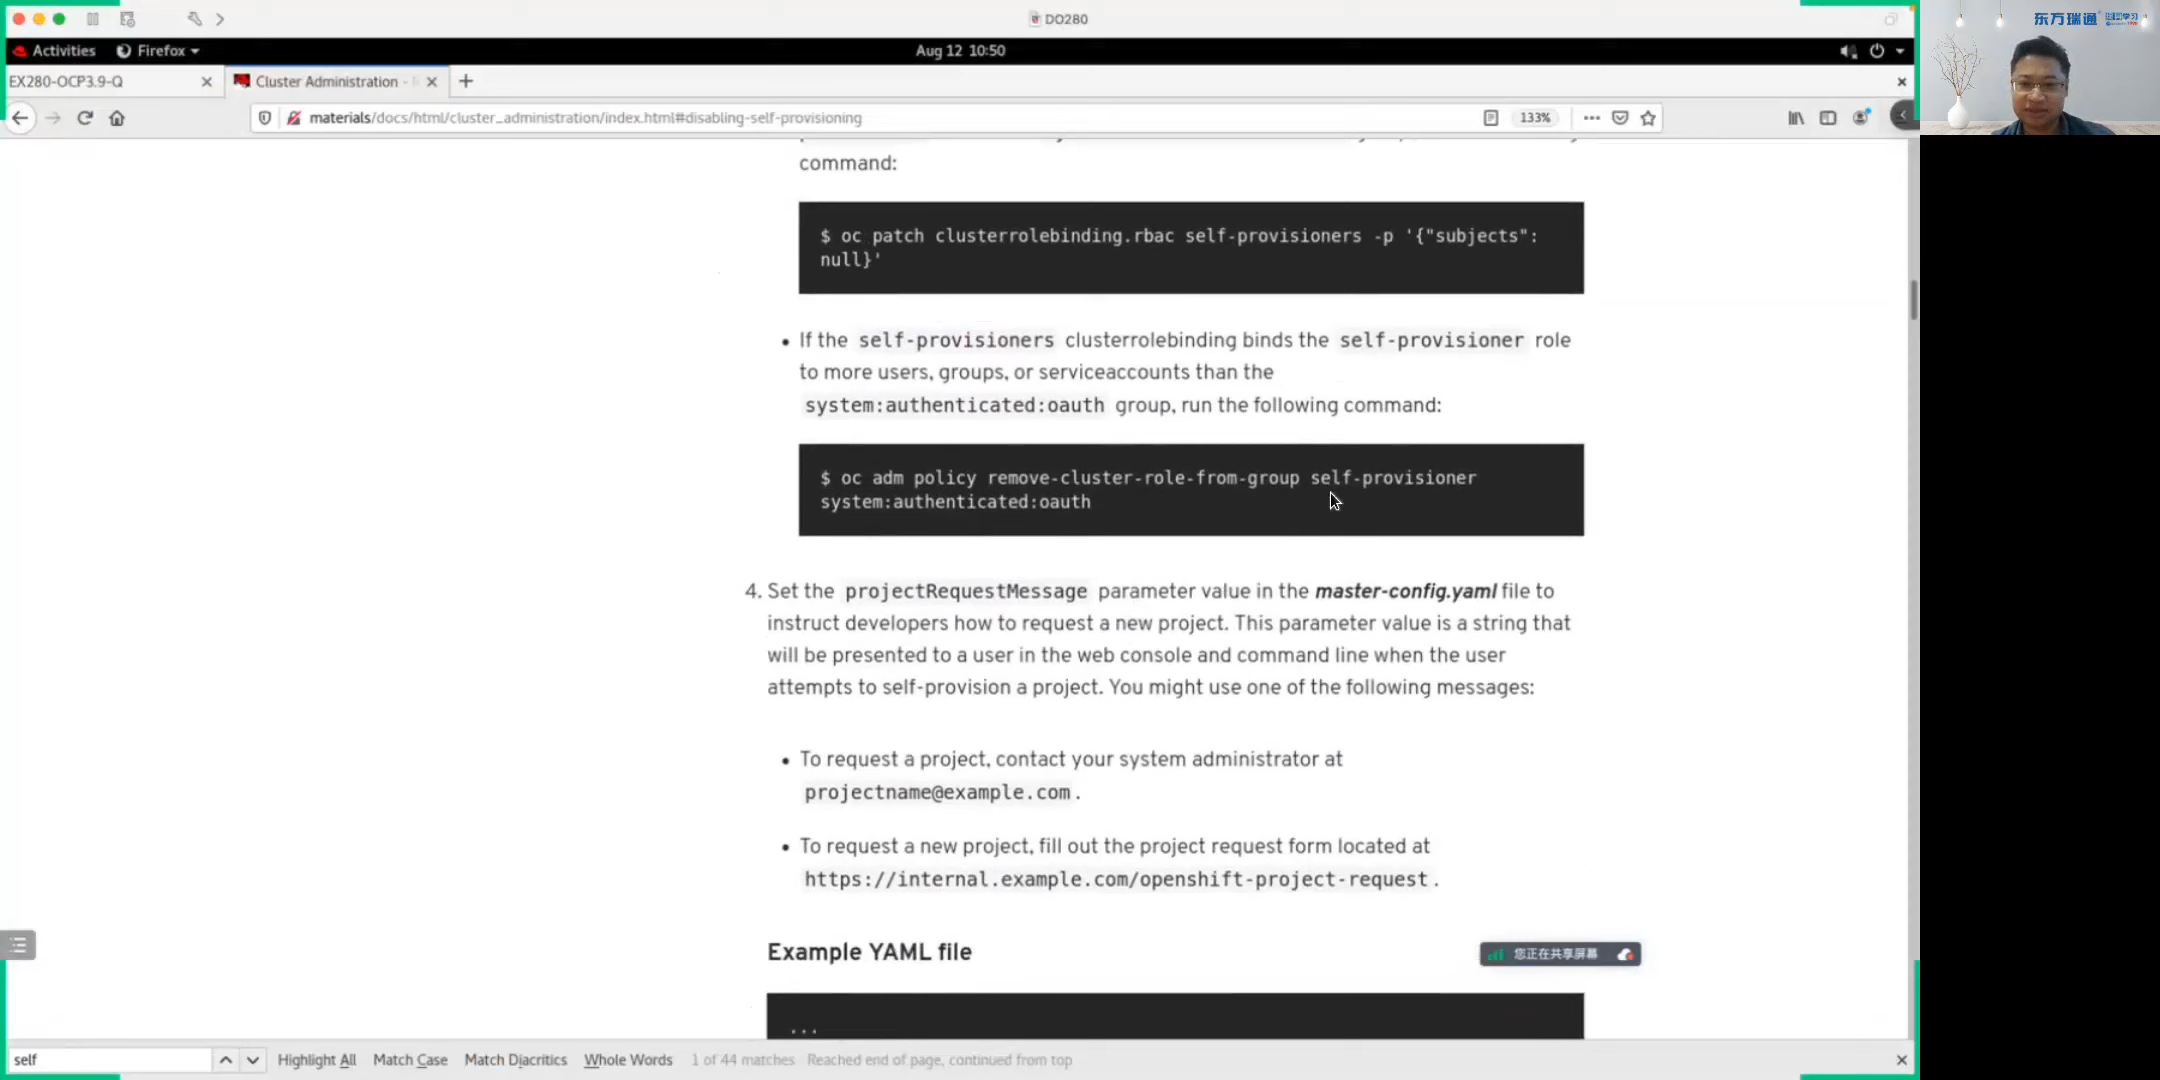 DO280
Activities
Firefox
Aug 12 10:50
EX280-OCP3.9-Q
Cluster Administration -
materials/docs/html/cluster_administration/index.html#disabling-self-provisioning
133%
东方瑞通
command:
$ oc patch clusterrolebinding.rbac self-provisioners -p '{"subjects":
null}'
• If the self-provisioners clusterrolebinding binds the self-provisioner role
to more users, groups, or serviceaccounts than the
system:authenticated:oauth group, run the following command:
$ oc adm policy remove-cluster-role-from-group self-provisioner
system:authenticated:oauth
4. Set the projectRequestMessage parameter value in the master-config.yaml file to
instruct developers how to request a new project. This parameter value is a string that
will be presented to a user in the web console and command line when the user
attempts to self-provision a project. You might use one of the following messages:
• To request a project, contact your system administrator at
projectname@example.com.
• To request a new project, fill out the project request form located at
https://internal.example.com/openshift-project-request.
Example YAML file
您正在共享屏幕
...
self
Highlight All
Match Case
Match Diacritics
Whole Words
1 of 44 matches
Reached end of page, continued from top